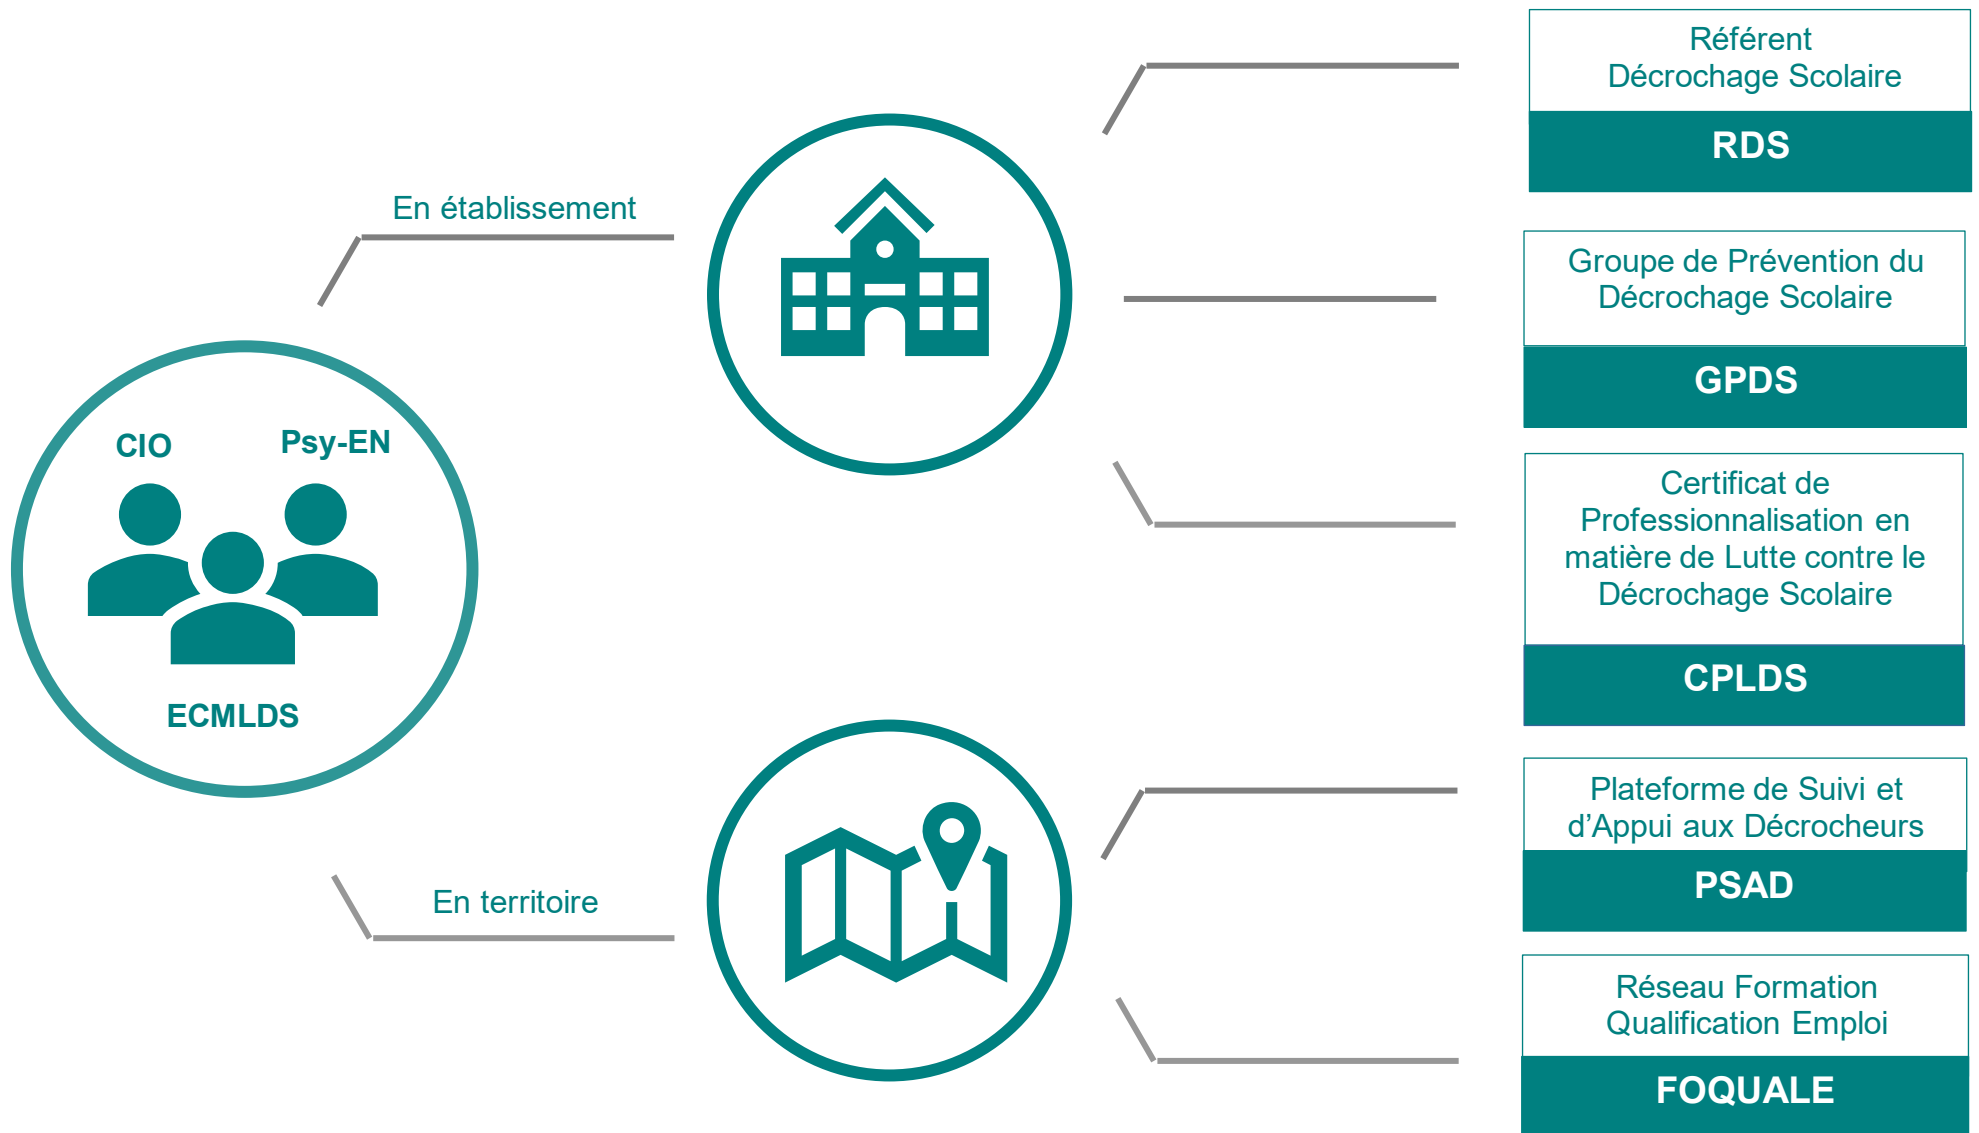 CIO
Psy-EN
ECMLDS
En établissement
Référent
Décrochage Scolaire
RDS
Groupe de Prévention du
Décrochage Scolaire
GPDS
Certificat de
Professionnalisation en
matière de Lutte contre le
Décrochage Scolaire
CPLDS
En territoire
Plateforme de Suivi et
d’Appui aux Décrocheurs
PSAD
Réseau Formation
Qualification Emploi
FOQUALE